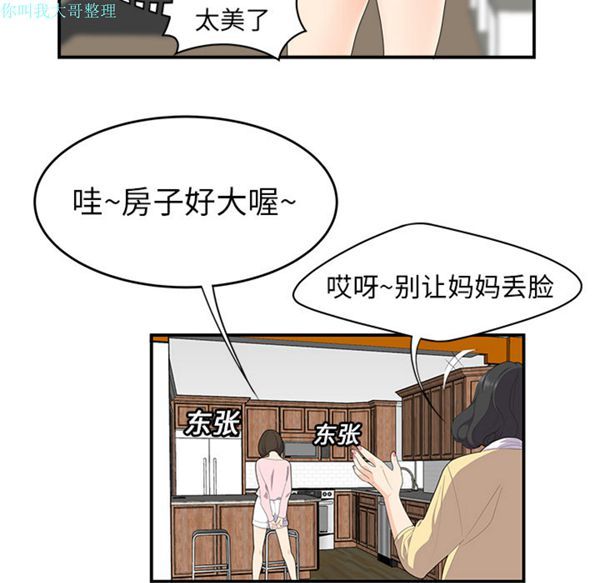 你叫我大哥整理
太美了
哇~房子好大喔~
哎呀~别让妈妈丢脸
东张
东张